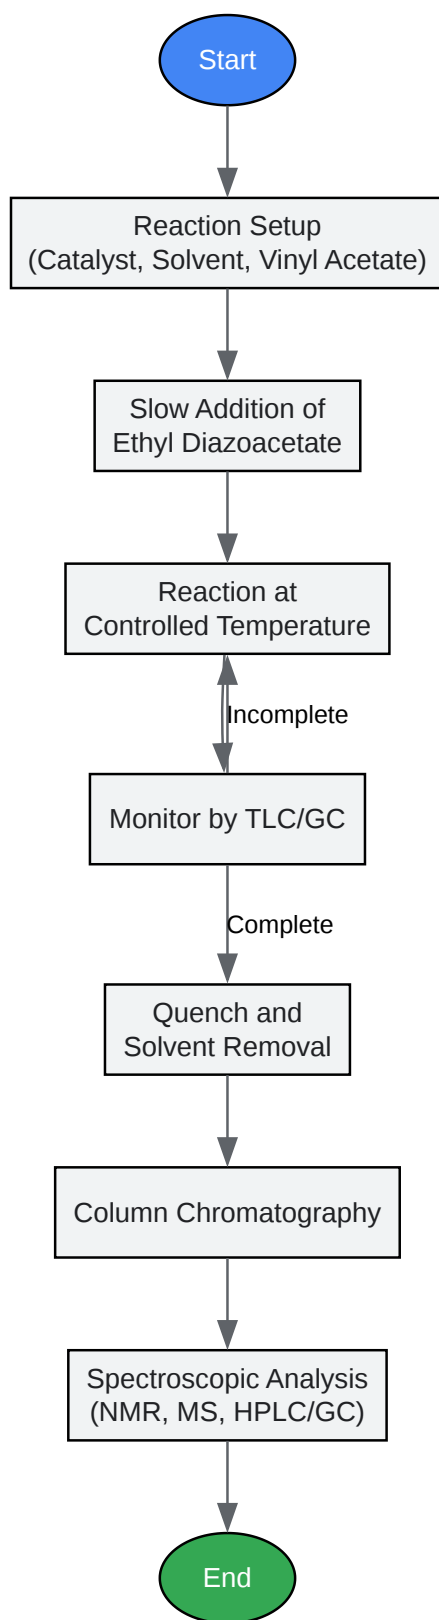 Start
Reaction Setup
(Catalyst, Solvent, Vinyl Acetate)
Slow Addition of
Ethyl Diazoacetate
Reaction at
Controlled Temperature
Incomplete
Monitor by TLC/GC
Complete
Quench and
Solvent Removal
Column Chromatography
Spectroscopic Analysis
(NMR, MS, HPLC/GC)
End